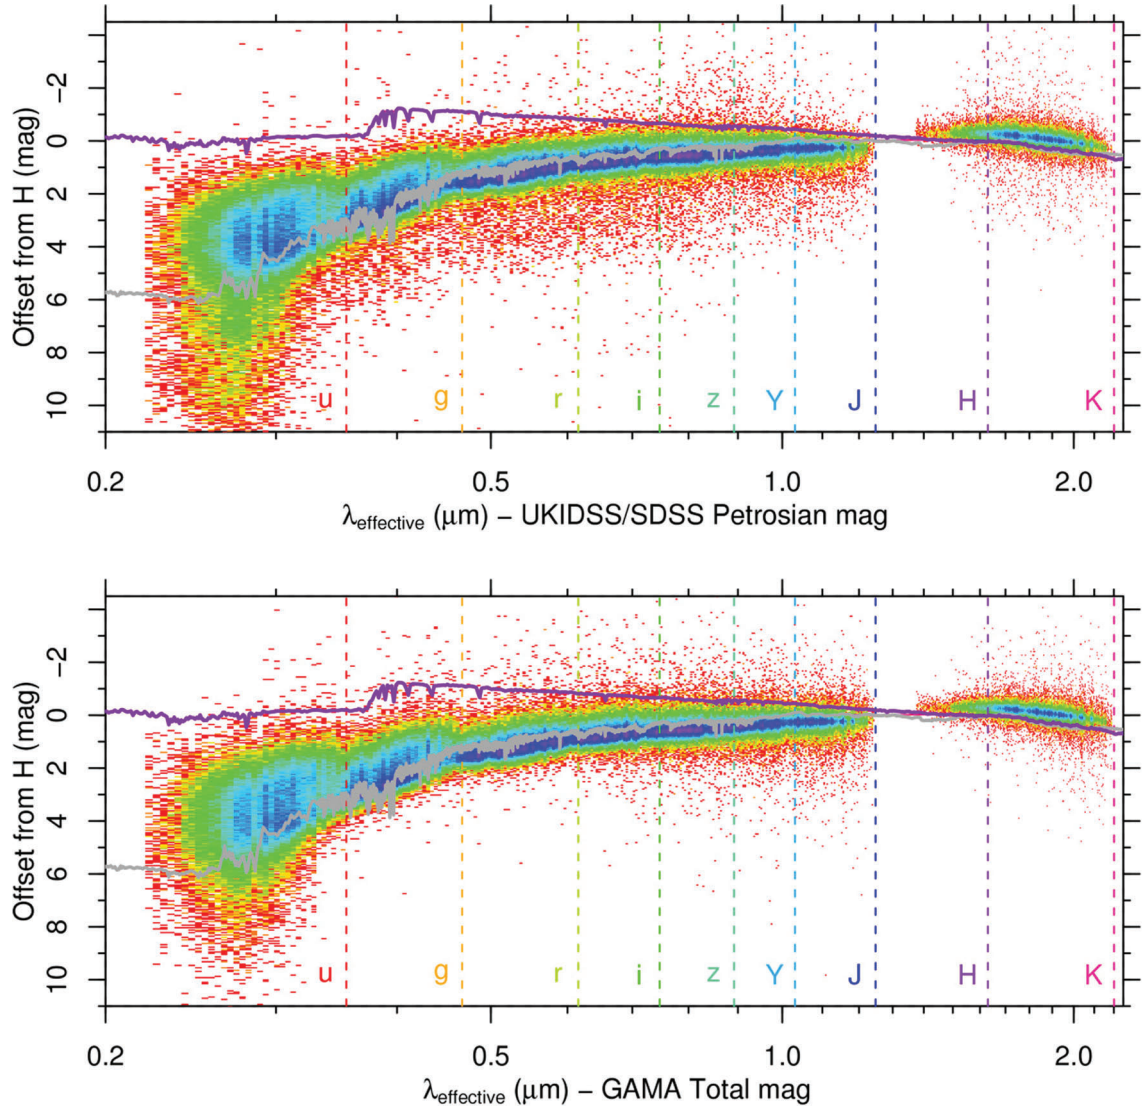 Offset from H (mag)
−2
0
2
4
6
8
10
u g r i z Y J H K
0.2 0.5 1.0 2.0
λeffective (μm) − UKIDSS/SDSS Petrosian mag
Offset from H (mag)
−2
0
2
4
6
8
10
u g r i z Y J H K
0.2 0.5 1.0 2.0
λeffective (μm) − GAMA Total mag